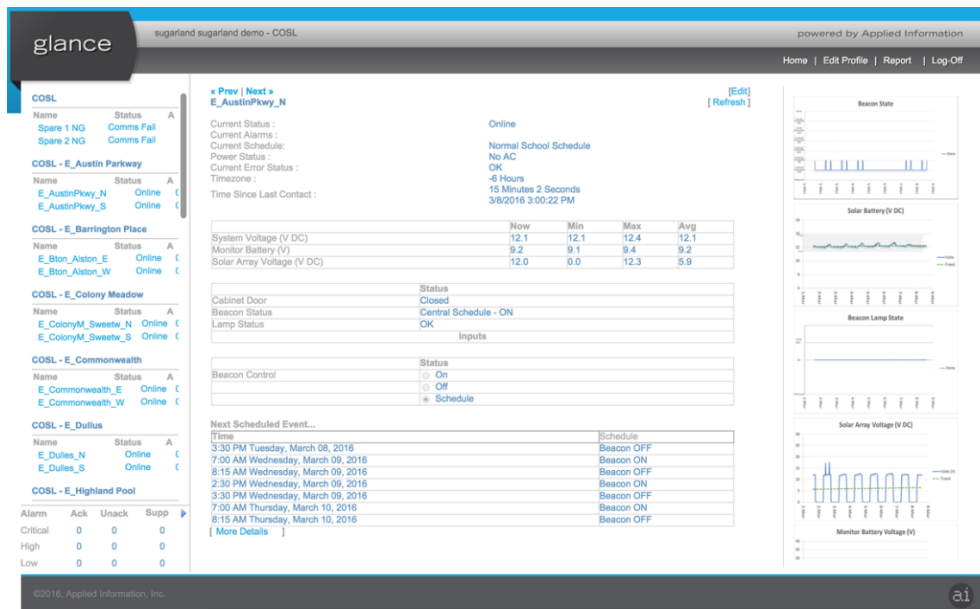 glance
sugarland sugarland demo - COSL
powered by Applied Information
Home | Edit Profile | Report | Log-Off
COSL
Name Status A
Spare 1 NG Comms Fail
Spare 2 NG Comms Fail
COSL - E_Austin Parkway
Name Status A
E_AustinPkwy_N Online
E_AustinPkwy_S Online
COSL - E_Barrington Place
Name Status A
E_Bton_Alston_E Online
E_Bton_Alston_W Online
COSL - E_Colony Meadow
Name Status A
E_ColonyM_Sweetw_N Online
E_ColonyM_Sweetw_S Online
COSL - E_Commonwealth
Name Status A
E_Commonwealth_E Online
E_Commonwealth_W Online
COSL - E_Dullus
Name Status A
E_Dulles_N Online
E_Dulles_S Online
COSL - E_Highland Pool
Alarm Ack Unack Supp
Critical 0 0 0
High 0 0 0
Low 0 0 0
« Prev | Next » [Edit]
E_AustinPkwy_N [ Refresh ]
Current Status : Online
Current Alarms :
Current Schedule: Normal School Schedule
Power Status : No AC
Current Error Status : OK
Timezone : -6 Hours
Time Since Last Contact : 15 Minutes 2 Seconds
3/8/2016 3:00:22 PM
Now Min Max Avg
System Voltage (V DC) 12.1 12.1 12.4 12.1
Monitor Battery (V) 9.2 9.1 9.4 9.2
Solar Array Voltage (V DC) 12.0 0.0 12.3 5.9
Status
Cabinet Door Closed
Beacon Status Central Schedule - ON
Lamp Status OK
Inputs
Status
Beacon Control On
Off
Schedule
Next Scheduled Event...
Time Schedule
3:30 PM Tuesday, March 08, 2016 Beacon OFF
7:00 AM Wednesday, March 09, 2016 Beacon ON
8:15 AM Wednesday, March 09, 2016 Beacon OFF
2:30 PM Wednesday, March 09, 2016 Beacon ON
3:30 PM Wednesday, March 09, 2016 Beacon OFF
7:00 AM Thursday, March 10, 2016 Beacon ON
8:15 AM Thursday, March 10, 2016 Beacon OFF
[ More Details ]
Beacon State
Solar Battery (V DC)
Beacon Lamp State
Solar Array Voltage (V DC)
Monitor Battery Voltage (V)
©2016, Applied Information, Inc.
ai